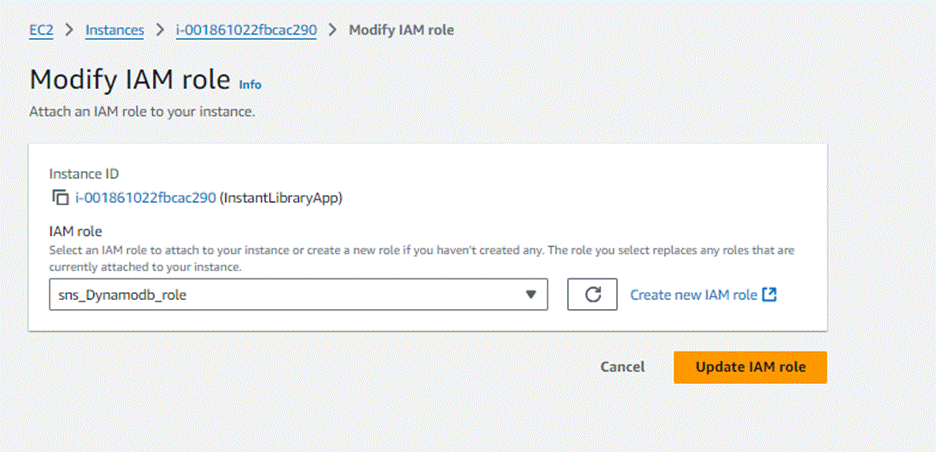 EC2 > Instances > i-001861022fbcac290 > Modify IAM role
Modify IAM role Info
Attach an IAM role to your instance.
Instance ID
i-001861022fbcac290 (InstantLibraryApp)
IAM role
Select an IAM role to attach to your instance or create a new role if you haven't created any. The role you select replaces any roles that are
currently attached to your instance.
sns_Dynamodb_role
Create new IAM role
Cancel
Update IAM role